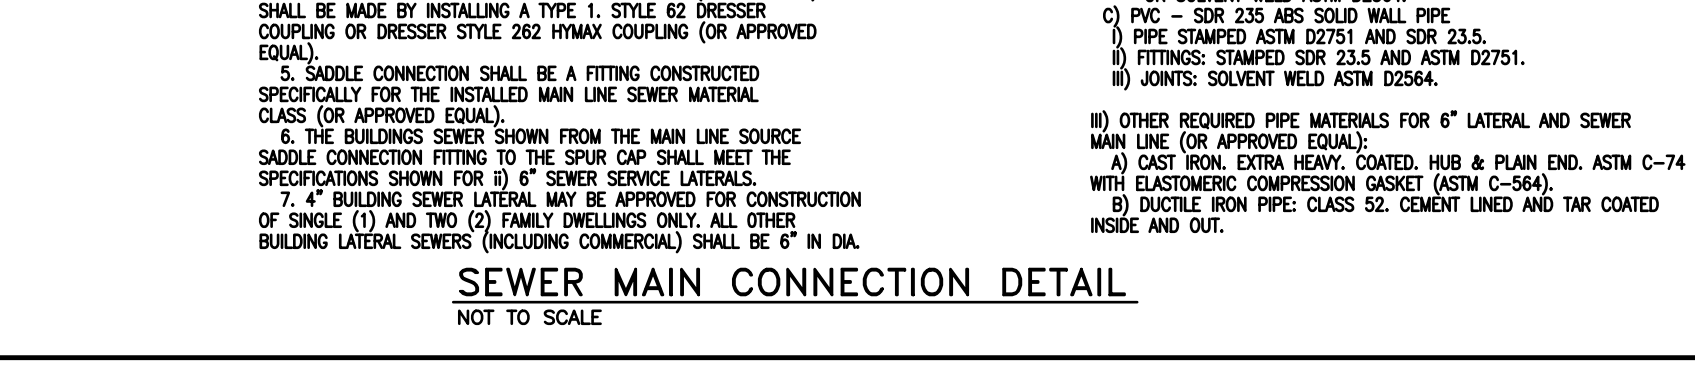 SHALL BE MADE BY INSTALLING A TYPE 1. STYLE 62 DRESSER
COUPLING OR DRESSER STYLE 262 HYMAX COUPLING (OR APPROVED
EQUAL).
5. SADDLE CONNECTION SHALL BE A FITTING CONSTRUCTED
SPECIFICALLY FOR THE INSTALLED MAIN LINE SEWER MATERIAL
CLASS (OR APPROVED EQUAL).
6. THE BUILDINGS SEWER SHOWN FROM THE MAIN LINE SOURCE
SADDLE CONNECTION FITTING TO THE SPUR CAP SHALL MEET THE
SPECIFICATIONS SHOWN FOR ii) 6" SEWER SERVICE LATERALS.
7. 4" BUILDING SEWER LATERAL MAY BE APPROVED FOR CONSTRUCTION
OF SINGLE (1) AND TWO (2) FAMILY DWELLINGS ONLY. ALL OTHER
BUILDING LATERAL SEWERS (INCLUDING COMMERCIAL) SHALL BE 6" IN DIA.
C) PVC - SDR 235 ABS SOLID WALL PIPE
I) PIPE STAMPED ASTM D2751 AND SDR 23.5.
II) FITTINGS: STAMPED SDR 23.5 AND ASTM D2751.
III) JOINTS: SOLVENT WELD ASTM D2564.
III) OTHER REQUIRED PIPE MATERIALS FOR 6" LATERAL AND SEWER
MAIN LINE (OR APPROVED EQUAL):
A) CAST IRON. EXTRA HEAVY. COATED. HUB & PLAIN END. ASTM C-74
WITH ELASTOMERIC COMPRESSION GASKET (ASTM C-564).
B) DUCTILE IRON PIPE: CLASS 52. CEMENT LINED AND TAR COATED
INSIDE AND OUT.
SEWER MAIN CONNECTION DETAIL
NOT TO SCALE